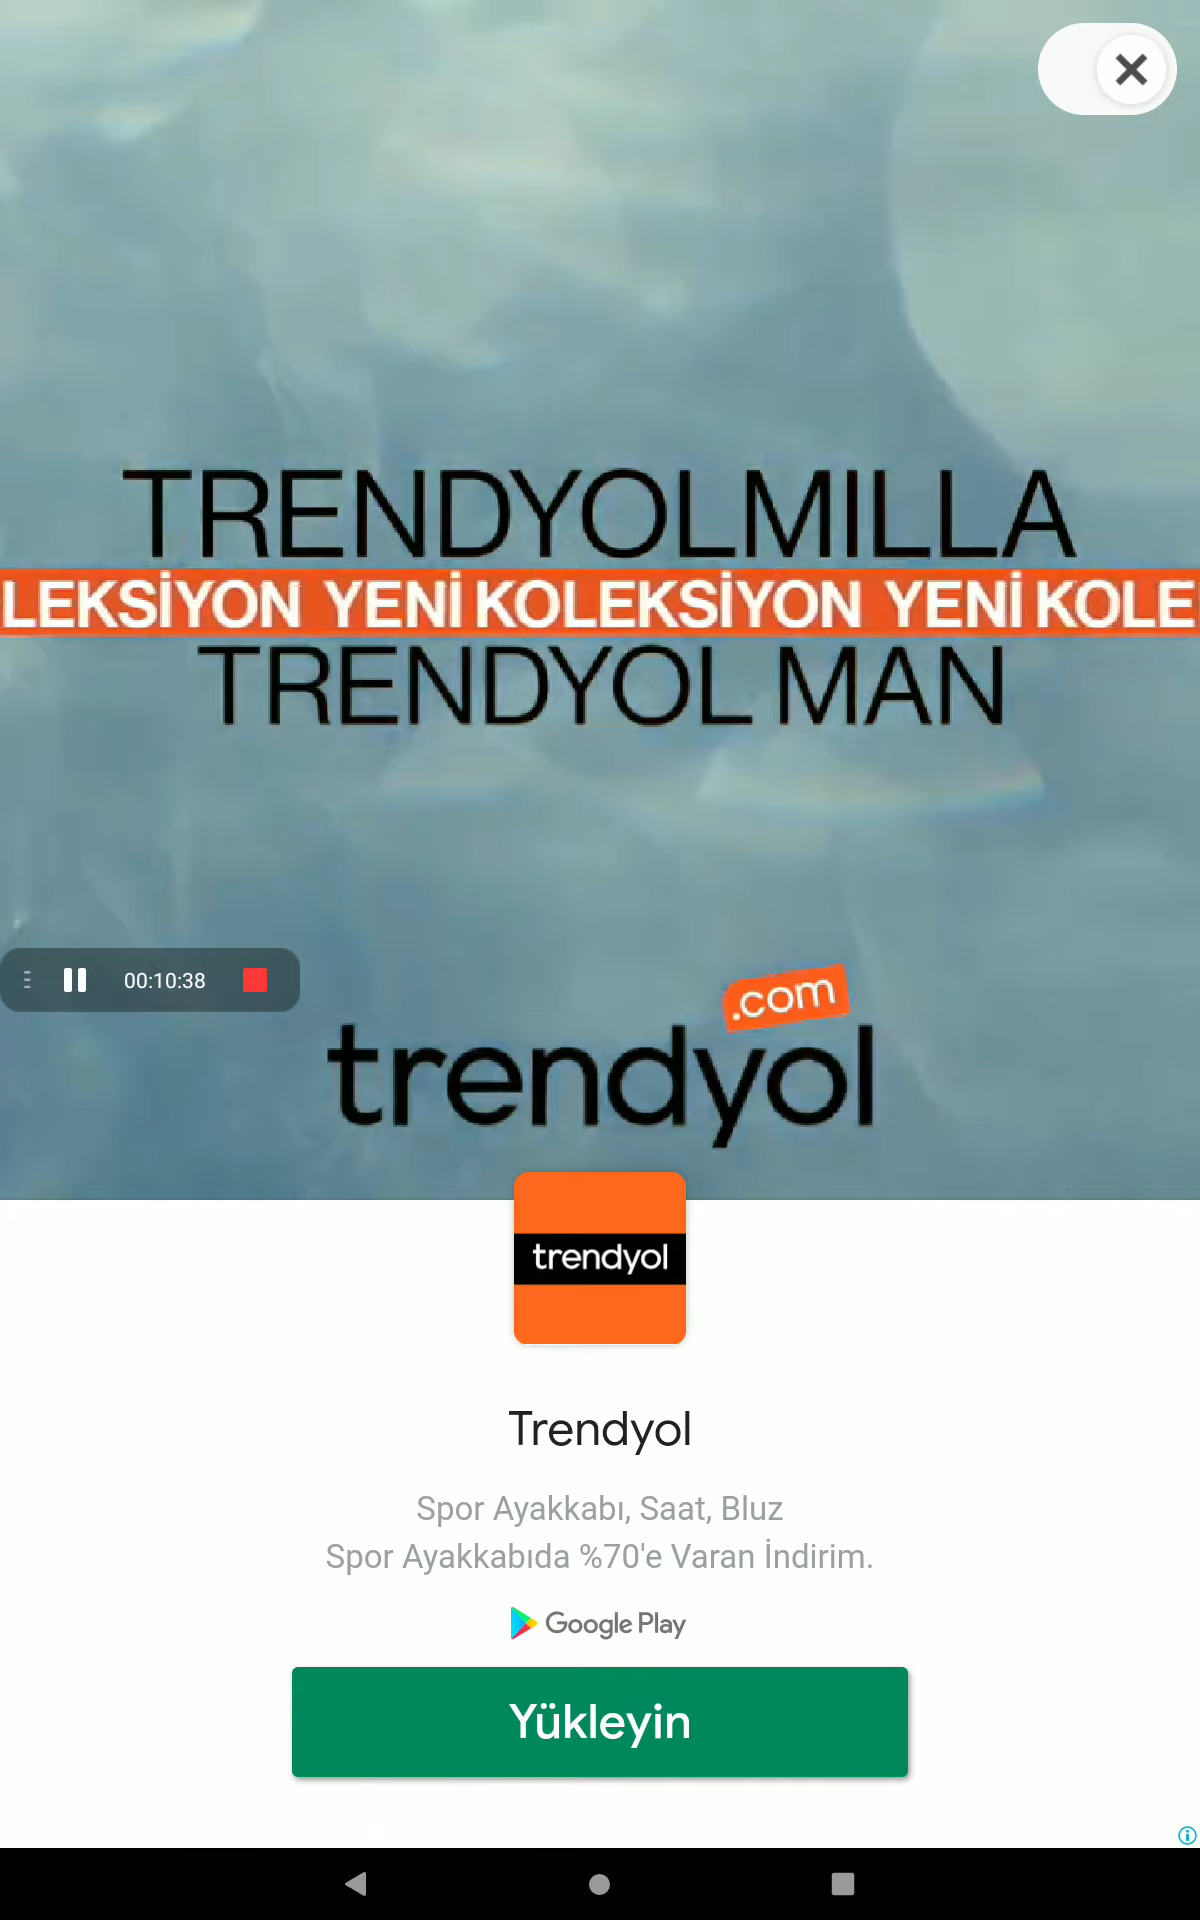 TRENDYOLMILLA
LEKSİYON YENİ KOLEKSİYON YENİ KOLE
TRENDYOL MAN
00:10:38
.com
trendyol
trendyol
Trendyol
Spor Ayakkabı, Saat, Bluz
Spor Ayakkabıda %70'e Varan İndirim.
Google Play
Yükleyin